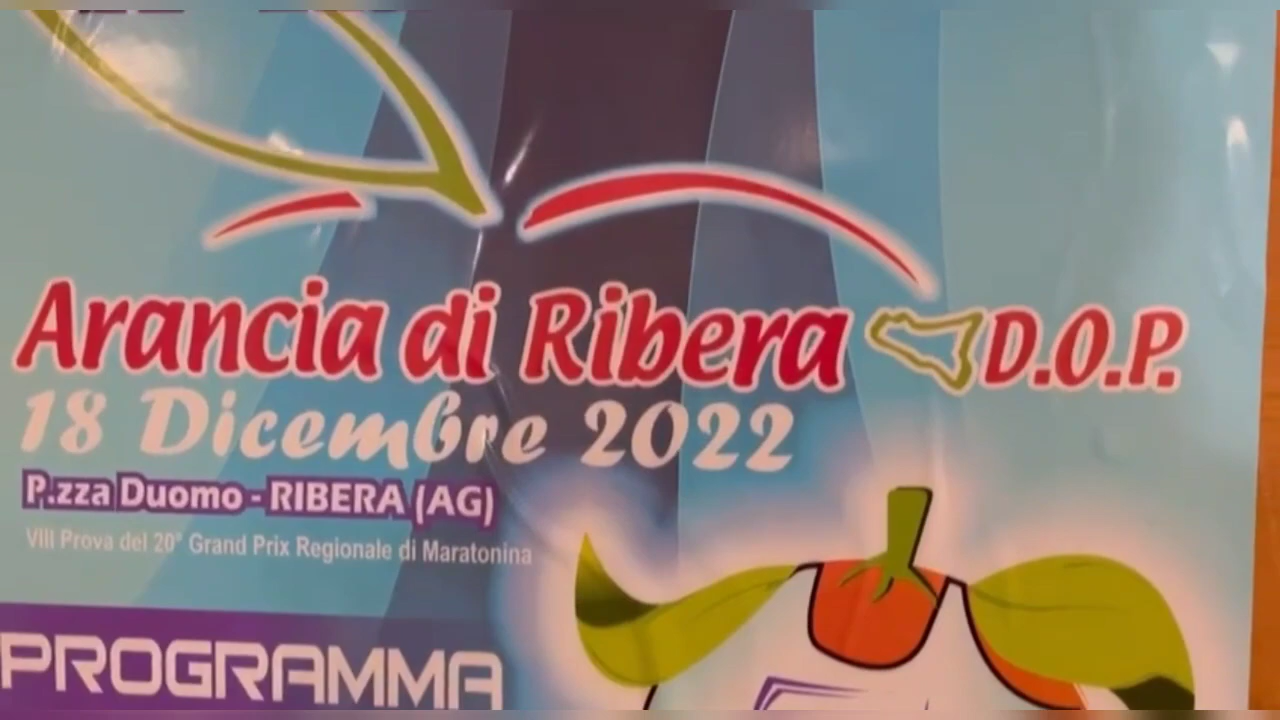 Arancia di Ribera D.O.P.
18 Dicembre 2022
P.zza Duomo - RIBERA (AG)
VIII Prova del 20° Grand Prix Regionale di Maratonina
PROGRAMMA